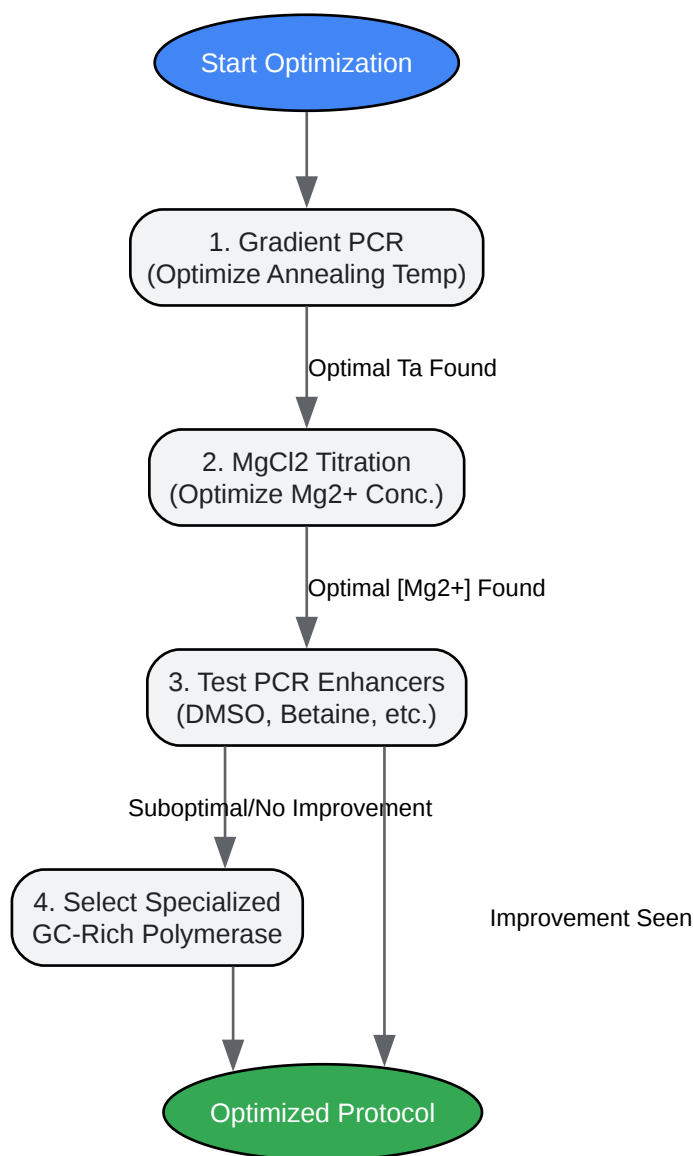 Start Optimization
1. Gradient PCR
(Optimize Annealing Temp)
Optimal Ta Found
2. MgCl2 Titration
(Optimize Mg2+ Conc.)
Optimal [Mg2+] Found
3. Test PCR Enhancers
(DMSO, Betaine, etc.)
Suboptimal/No Improvement
4. Select Specialized
GC-Rich Polymerase
Improvement Seen
Optimized Protocol